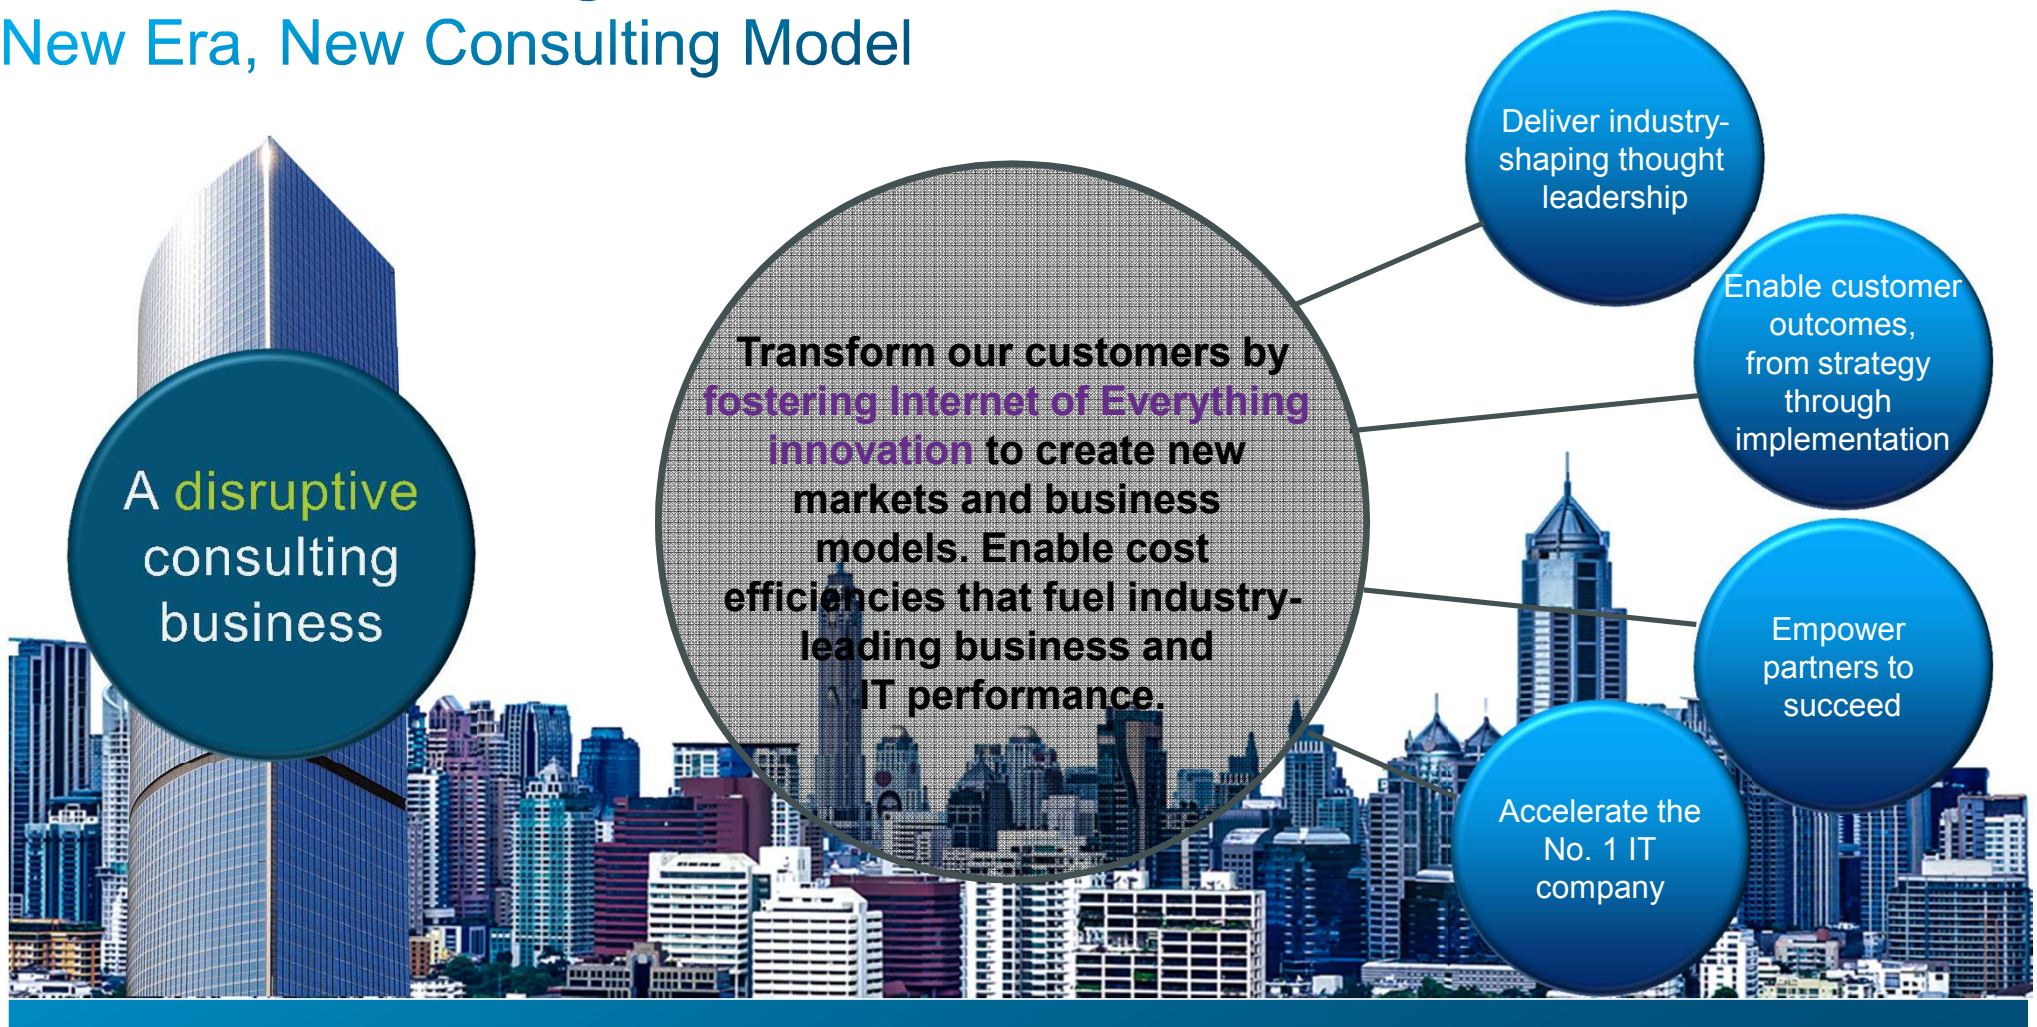 New Era, New Consulting Model
A disruptive
consulting
business
Transform our customers by
fostering Internet of Everything
innovation to create new
markets and business
models. Enable cost
efficiencies that fuel industry-
leading business and
IT performance.
Deliver industry-
shaping thought
leadership
Enable customer
outcomes,
from strategy
through
implementation
Empower
partners to
succeed
Accelerate the
No. 1 IT
company